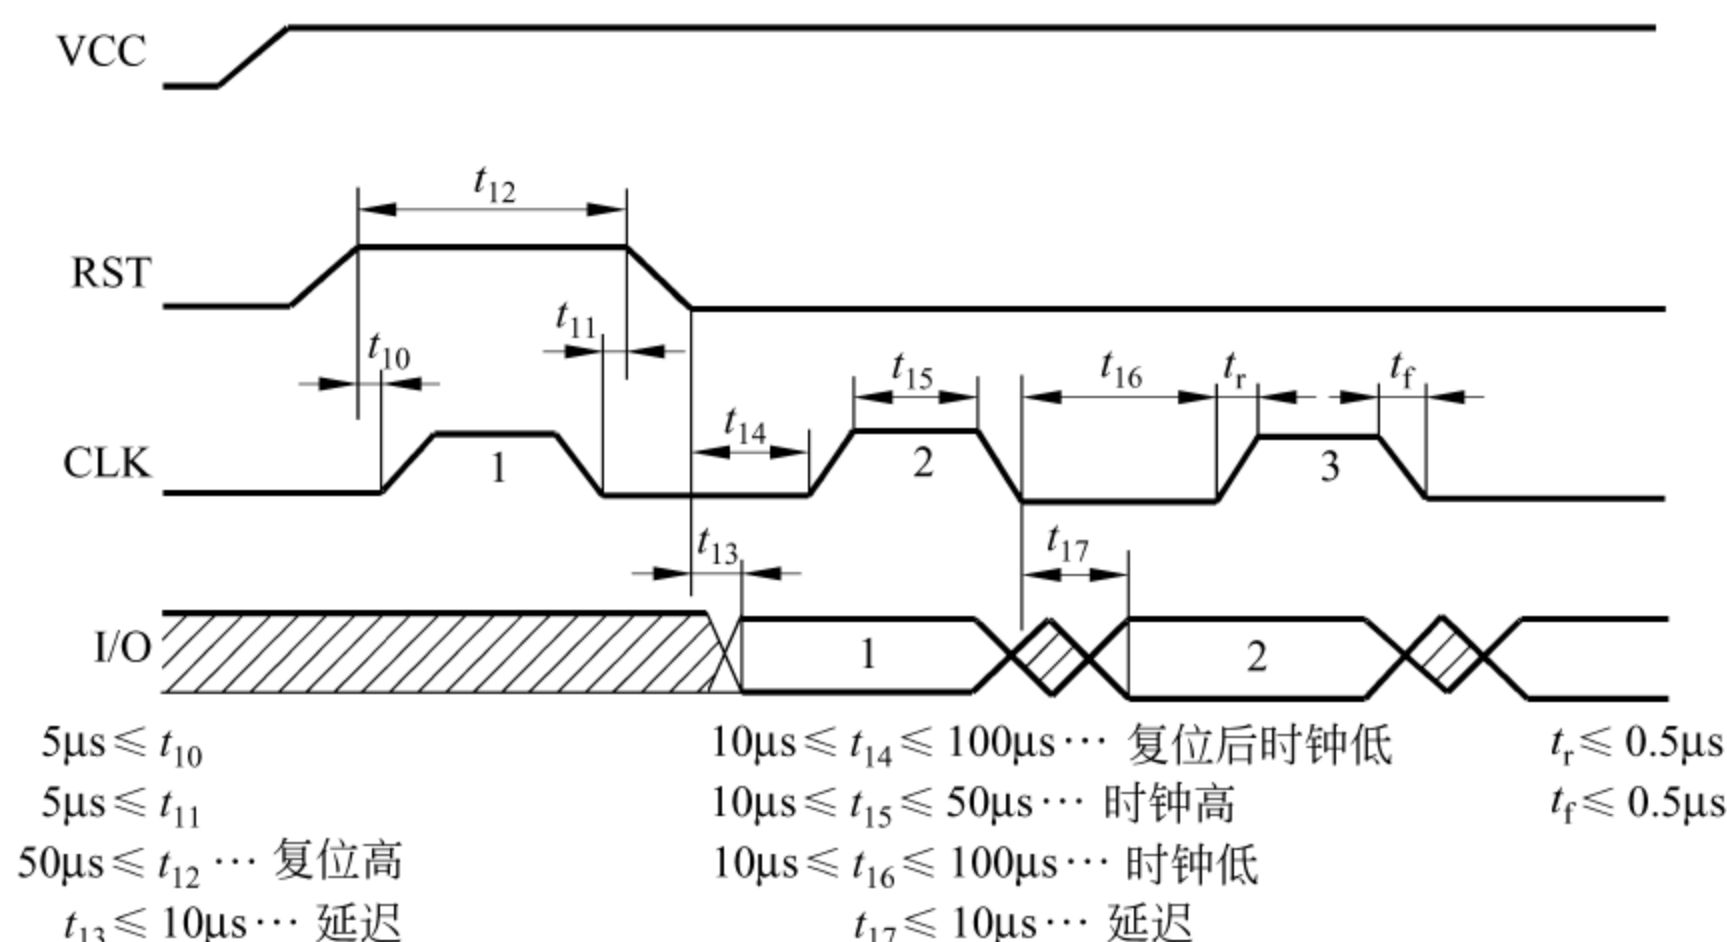 VCC
t12
RST
t11
t10
t15
t16
tr
tf
t14
CLK
1
2
3
t13
t17
I/O
1
2
5μs≤ t10
10μs≤ t14≤ 100μs··· 复位后时钟低
tr≤ 0.5μs
5μs≤ t11
10μs≤ t15≤ 50μs··· 时钟高
tf≤ 0.5μs
50μs≤ t12 ··· 复位高
10μs≤ t16≤ 100μs··· 时钟低
t13≤ 10μs··· 延迟
t17≤ 10μs··· 延迟